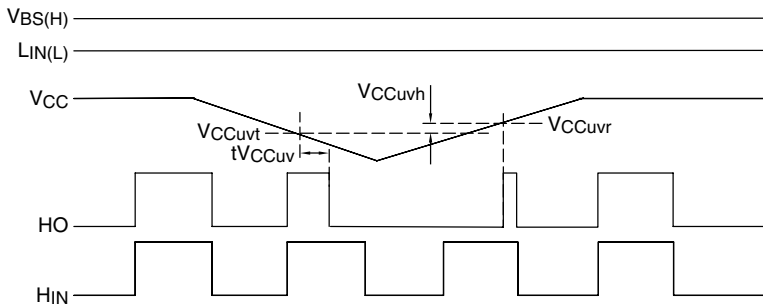 VBS(H)
LIN(L)
VCC
VCCuvh
VCCuvt
VCCuvr
tVCCuv
HO
HIN